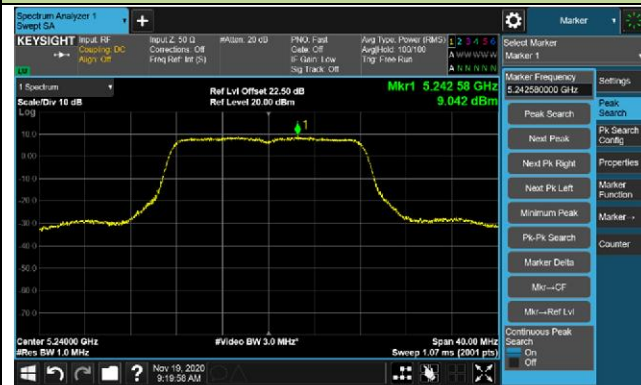 Spectrum Analyzer 1
Swept SA
+
Marker
KEYSIGHT
Input: RF
Coupling: DC
Align: Off
Input Z: 50 Ω
Corrections: Off
Freq Ref: Int (S)
#Atten: 20 dB
PNO: Fast
Gate: Off
IF Gain: Low
Sig Track: Off
Avg Type: Power (RMS)
Avg|Hold: 100/100
Trig: Free Run
1 2 3 4 5 6
A W W W W W
A N N N N N
LU
Select Marker
Marker 1
1 Spectrum
Scale/Div 10 dB
Log
Ref Lvl Offset 22.50 dB
Ref Level 20.00 dBm
Mkr1 5.242 58 GHz
9.042 dBm
1
10.0
0.00
-10.0
-20.0
-30.0
-40.0
-50.0
-60.0
-70.0
Center 5.24000 GHz
#Res BW 1.0 MHz
#Video BW 3.0 MHz*
Span 40.00 MHz
Sweep 1.07 ms (2001 pts)
Marker Frequency
5.242580000 GHz
Peak Search
Next Peak
Next Pk Right
Next Pk Left
Minimum Peak
Pk-Pk Search
Marker Delta
Mkr→CF
Mkr→Ref Lvl
Continuous Peak
Search
On
Off
Settings
Peak
Search
Pk Search
Config
Properties
Marker
Function
Marker→
Counter
?
Nov 19, 2020
9:19:58 AM